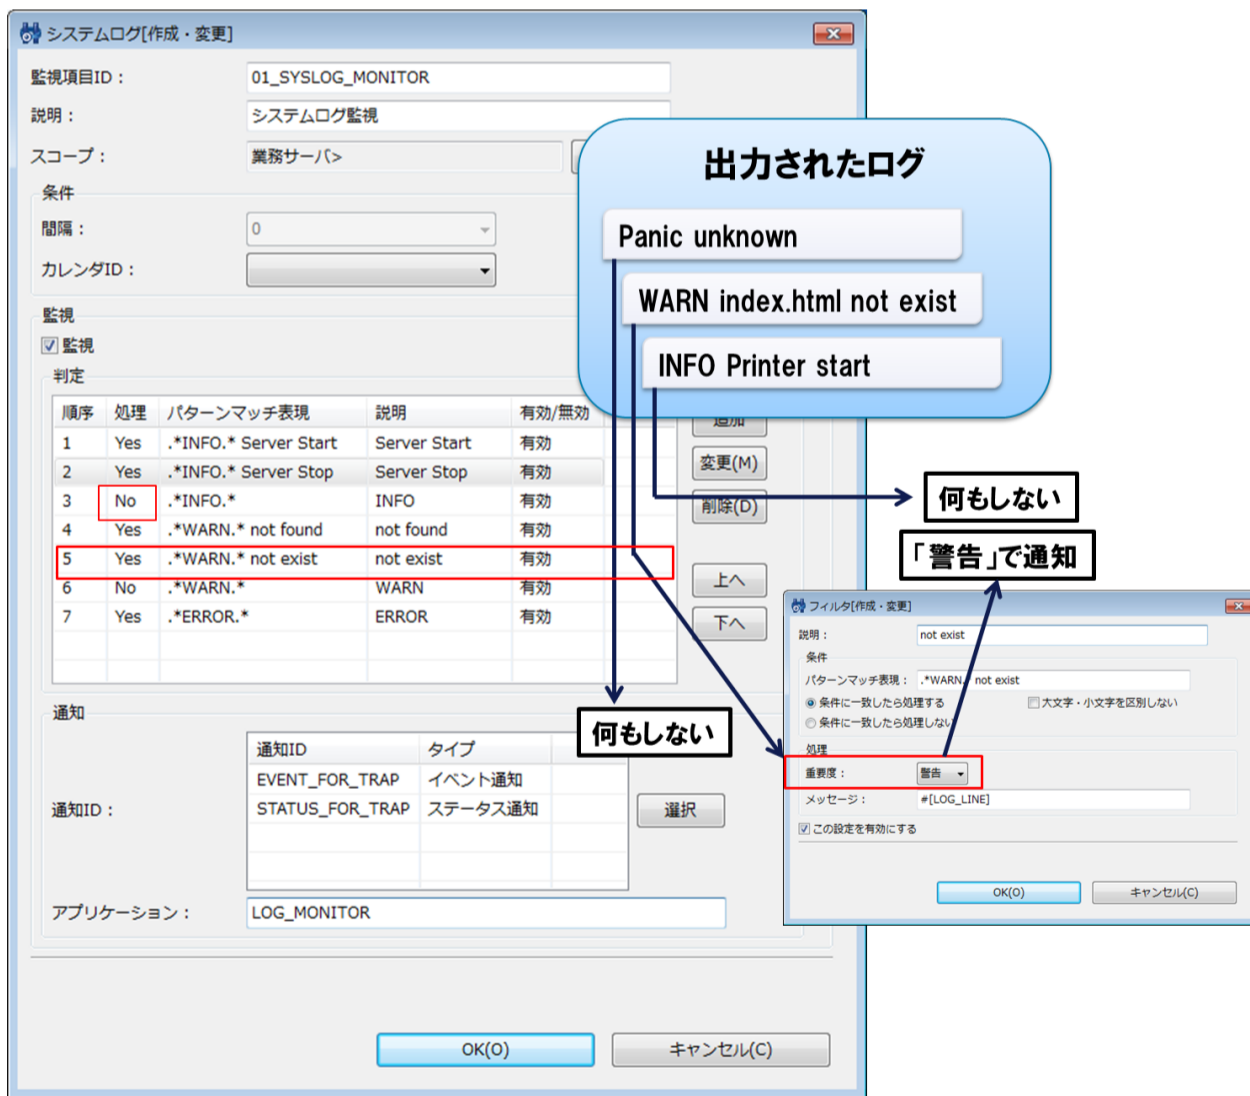 システムログ[作成・変更]
監視項目ID： 01_SYSLOG_MONITOR
説明： システムログ監視
スコープ： 業務サーバ>
条件
間隔： 0
カレンダID：
監視
監視
判定
順序 処理 パターンマッチ表現 説明 有効/無効
1 Yes .*INFO.* Server Start Server Start 有効
2 Yes .*INFO.* Server Stop Server Stop 有効
3 No .*INFO.* INFO 有効
4 Yes .*WARN.* not found not found 有効
5 Yes .*WARN.* not exist not exist 有効
6 No .*WARN.* WARN 有効
7 Yes .*ERROR.* ERROR 有効
追加
変更(M)
削除(D)
上へ
下へ
通知
通知ID：
通知ID タイプ
EVENT_FOR_TRAP イベント通知
STATUS_FOR_TRAP ステータス通知
選択
アプリケーション： LOG_MONITOR
OK(O) キャンセル(C)
出力されたログ
Panic unknown
WARN index.html not exist
INFO Printer start
何もしない
「警告」で通知
何もしない
フィルタ[作成・変更]
説明： not exist
条件
パターンマッチ表現： .*WARN.* not exist
条件に一致したら処理する 大文字・小文字を区別しない
条件に一致したら処理しない
処理
重要度： 警告
メッセージ： #[LOG_LINE]
この設定を有効にする
OK(O) キャンセル(C)